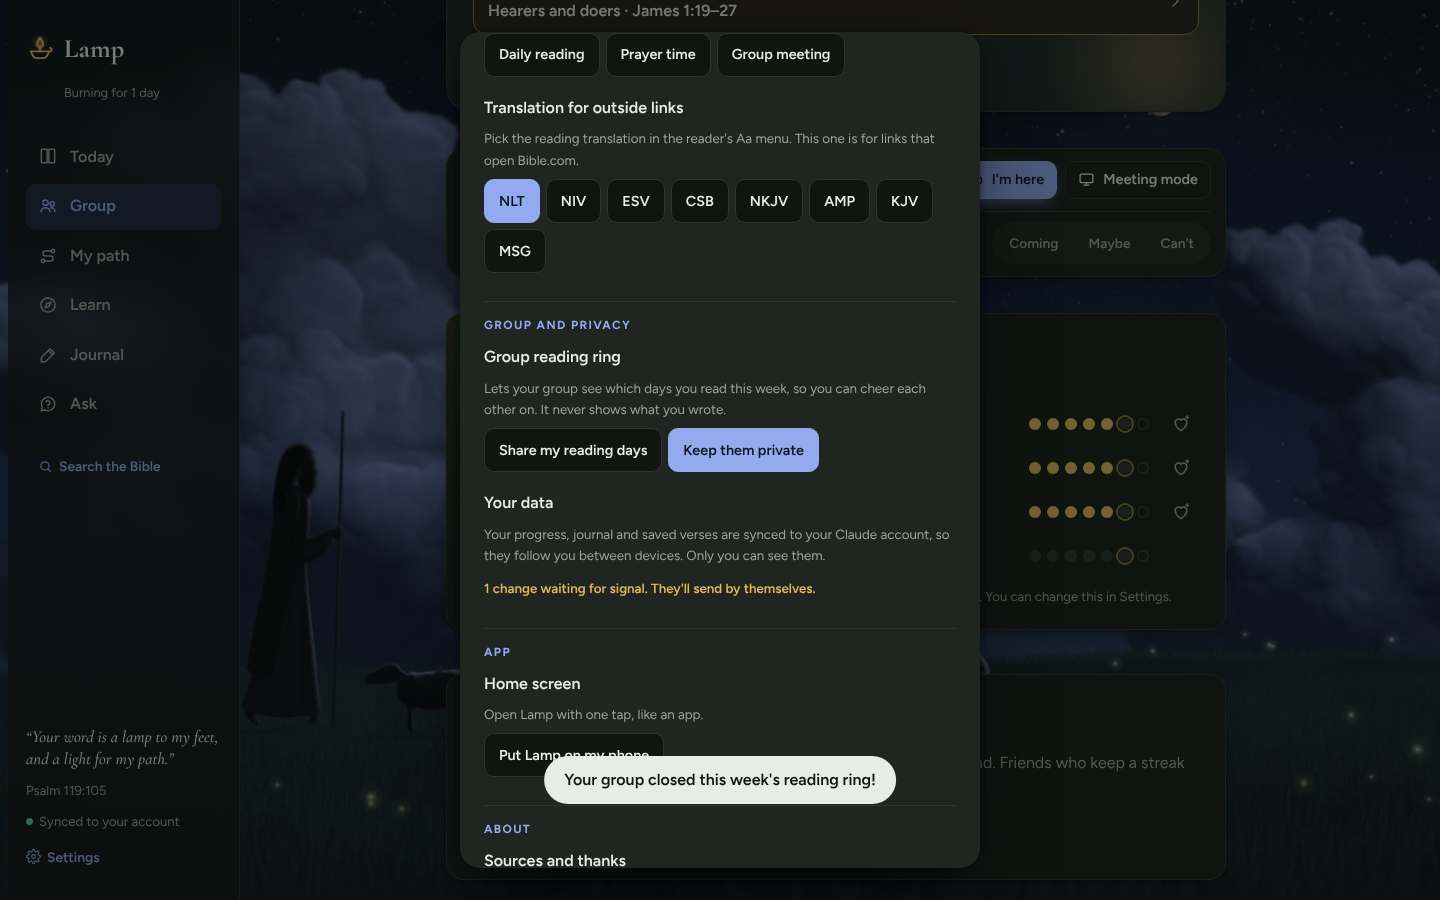 Lamp
Burning for 1 day
Today
Group
My path
Learn
Journal
Ask
Search the Bible
“Your word is a lamp to my feet,
and a light for my path.”
Psalm 119:105
Synced to your account
Settings
Hearers and doers · James 1:19–27
Daily reading
Prayer time
Group meeting
Translation for outside links
Pick the reading translation in the reader's Aa menu. This one is for links that
open Bible.com.
NLT
NIV
ESV
CSB
NKJV
AMP
KJV
MSG
GROUP AND PRIVACY
Group reading ring
Lets your group see which days you read this week, so you can cheer each
other on. It never shows what you wrote.
Share my reading days
Keep them private
Your data
Your progress, journal and saved verses are synced to your Claude account, so
they follow you between devices. Only you can see them.
1 change waiting for signal. They'll send by themselves.
APP
Home screen
Open Lamp with one tap, like an app.
Put Lamp on my phone
Your group closed this week's reading ring!
ABOUT
Sources and thanks
I'm here
Meeting mode
Coming
Maybe
Can't
You can change this in Settings.
Friends who keep a streak